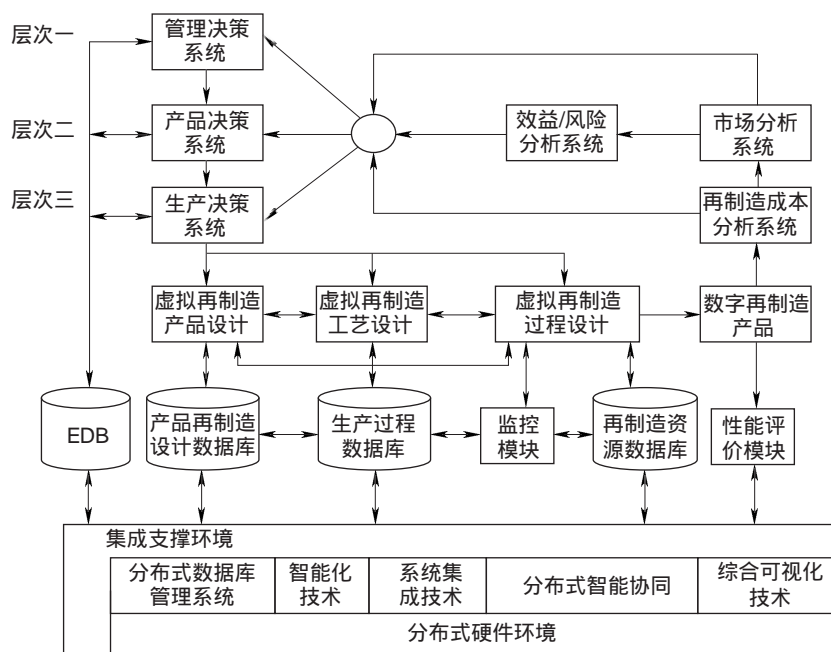 层次一
管理决策
系统
层次二
产品决策
系统
效益/风险
分析系统
市场分析
系统
层次三
生产决策
系统
再制造成本
分析系统
虚拟再制造
产品设计
虚拟再制造
工艺设计
虚拟再制造
过程设计
数字再制造
产品
EDB
产品再制造
设计数据库
生产过程
数据库
监控
模块
再制造资
源数据库
性能评
价模块
集成支撑环境
分布式数据库
管理系统
智能化
技术
系统集
成技术
分布式智能协同
综合可视化
技术
分布式硬件环境